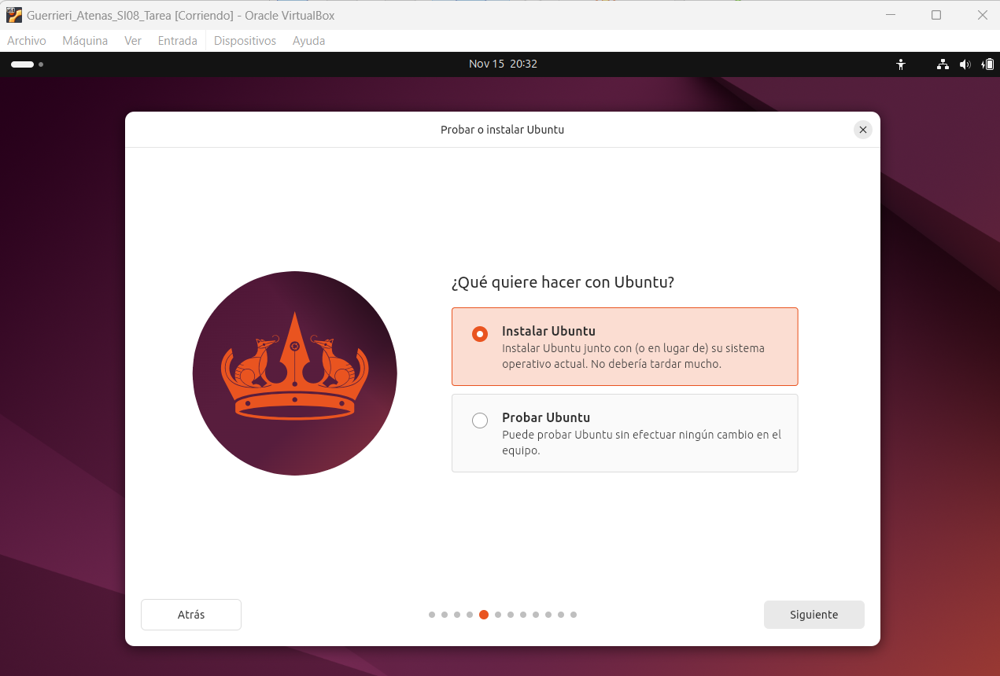 Guerrieri_Atenas_SI08_Tarea [Corriendo] - Oracle VirtualBox
Archivo Máquina Ver Entrada Dispositivos Ayuda
Nov 15 20:32
Probar o instalar Ubuntu
¿Qué quiere hacer con Ubuntu?
Instalar Ubuntu
Instalar Ubuntu junto con (o en lugar de) su sistema
operativo actual. No debería tardar mucho.
Probar Ubuntu
Puede probar Ubuntu sin efectuar ningún cambio en el
equipo.
Atrás
Siguiente